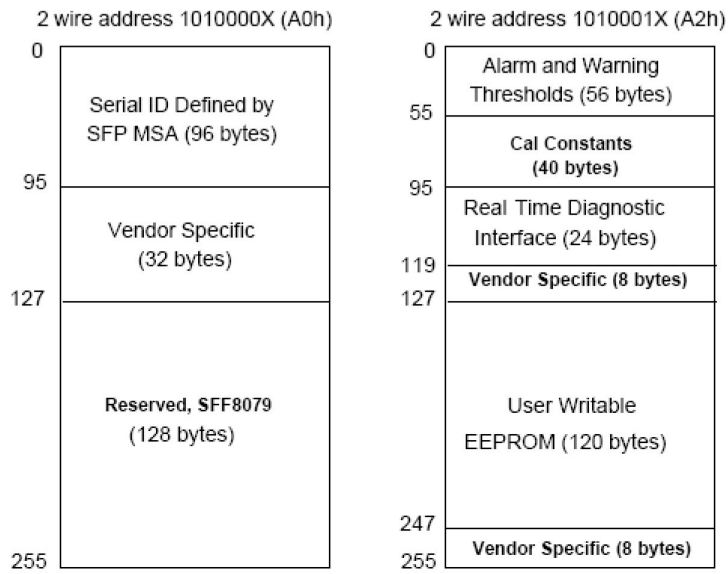 2 wire address 1010000X (A0h)
0
Serial ID Defined by
SFP MSA (96 bytes)
95
Vendor Specific
(32 bytes)
127
Reserved, SFF8079
(128 bytes)
255
2 wire address 1010001X (A2h)
0
Alarm and Warning
Thresholds (56 bytes)
55
Cal Constants
(40 bytes)
95
Real Time Diagnostic
Interface (24 bytes)
119
Vendor Specific (8 bytes)
127
User Writable
EEPROM (120 bytes)
247
Vendor Specific (8 bytes)
255